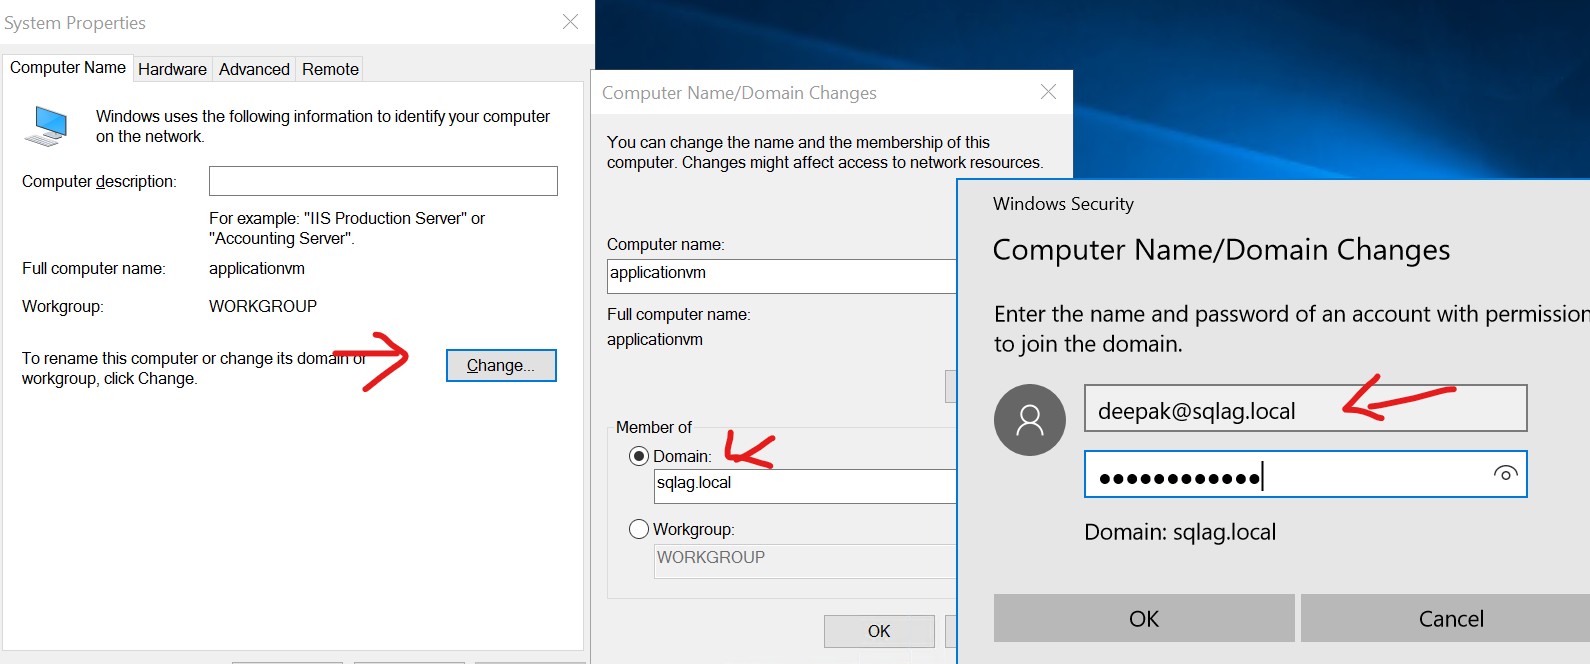 System Properties
Computer Name
Hardware
Advanced
Remote
Windows uses the following information to identify your computer
on the network.
Computer description:
For example: "IIS Production Server" or
"Accounting Server".
Full computer name: applicationvm
Workgroup: WORKGROUP
To rename this computer or change its domain or
workgroup, click Change.
Change...
Computer Name/Domain Changes
You can change the name and the membership of this
computer. Changes might affect access to network resources.
Computer name:
applicationvm
Full computer name:
applicationvm
Member of
Domain:
sqlag.local
Workgroup:
WORKGROUP
OK
Windows Security
Computer Name/Domain Changes
Enter the name and password of an account with permission
to join the domain.
deepak@sqlag.local
Domain: sqlag.local
OK
Cancel